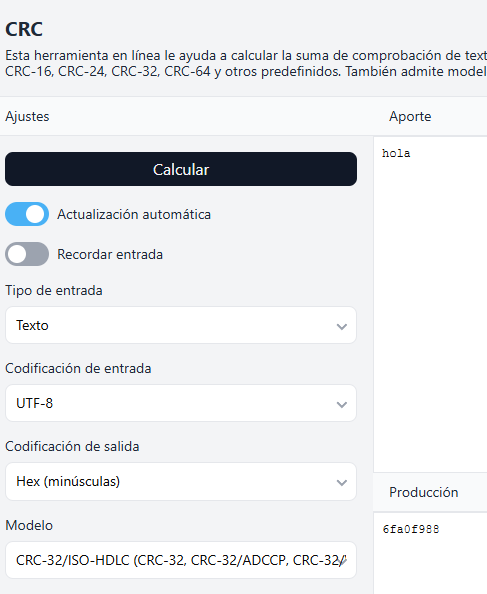 CRC
Esta herramienta en línea le ayuda a calcular la suma de comprobación de text
CRC-16, CRC-24, CRC-32, CRC-64 y otros predefinidos. También admite model
Ajustes
Aporte
Calcular
hola
Actualización automática
Recordar entrada
Tipo de entrada
Texto
Codificación de entrada
UTF-8
Codificación de salida
Hex (minúsculas)
Producción
Modelo
6fa0f988
CRC-32/ISO-HDLC (CRC-32, CRC-32/ADCCP, CRC-32/